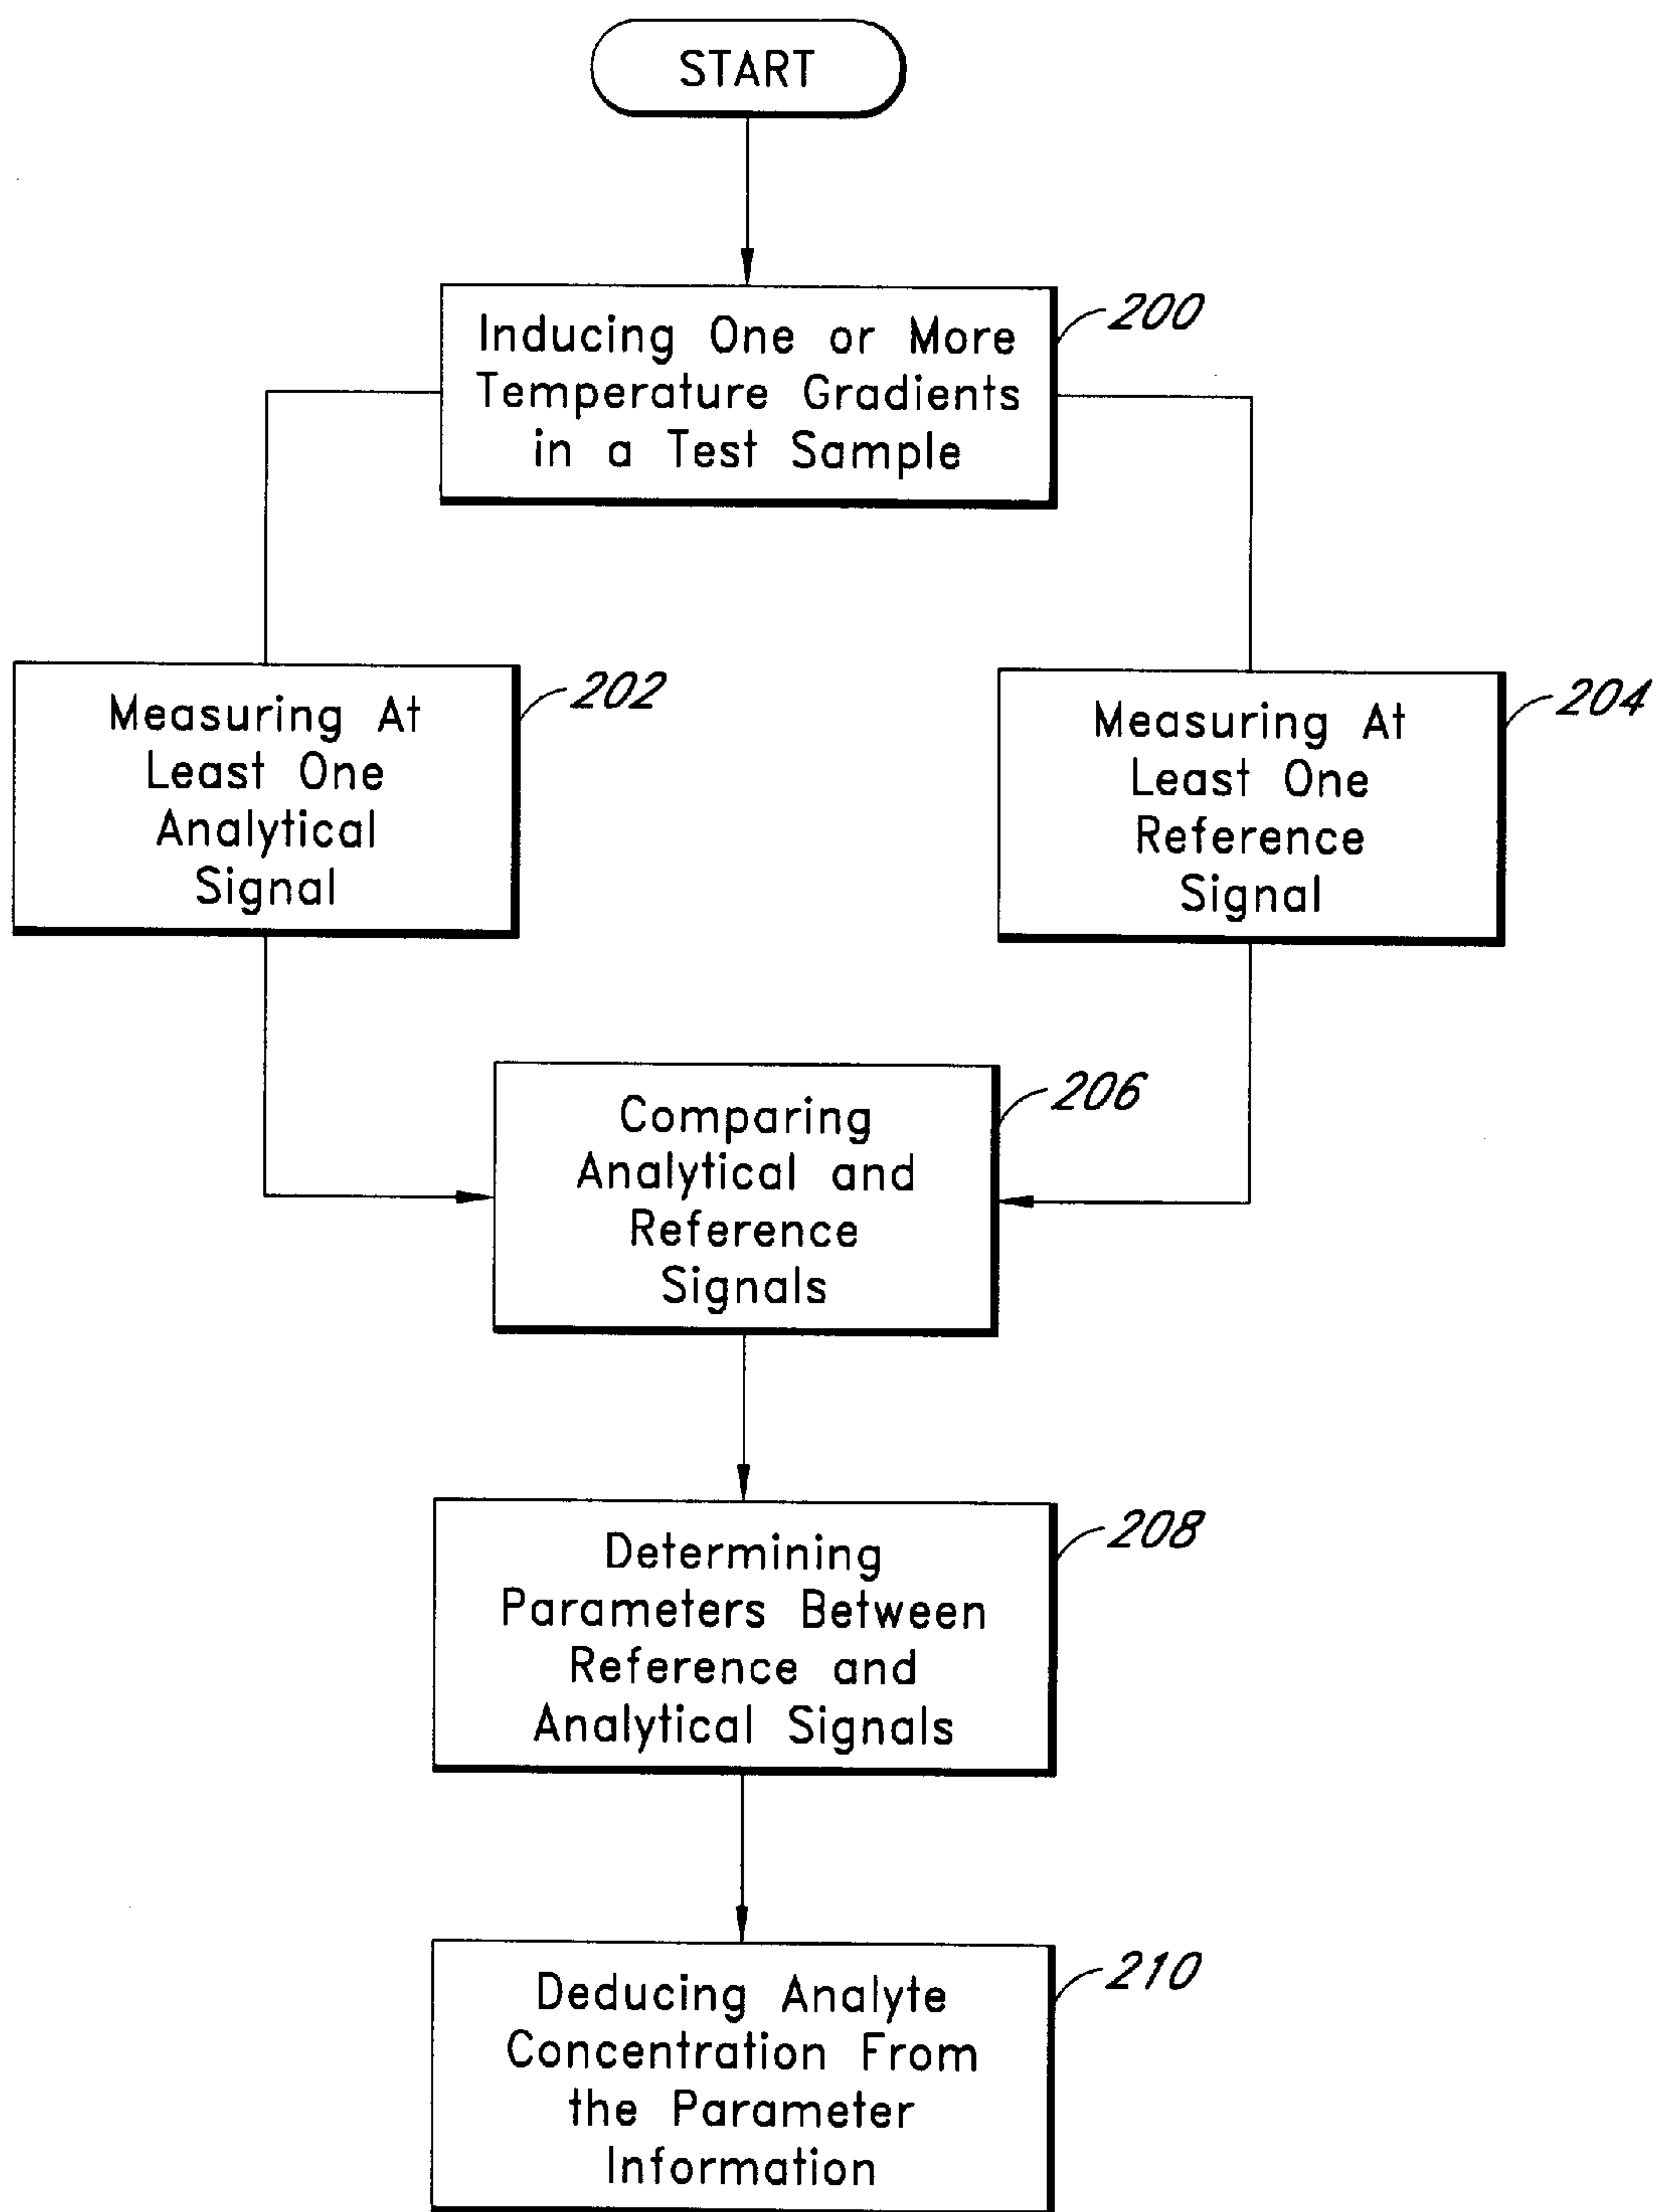 START
Inducing One or More
Temperature Gradients
in a Test Sample
200
Measuring At
Least One
Analytical
Signal
202
Measuring At
Least One
Reference
Signal
204
Comparing
Analytical and
Reference
Signals
206
Determining
Parameters Between
Reference and
Analytical Signals
208
Deducing Analyte
Concentration From
the Parameter
Information
210